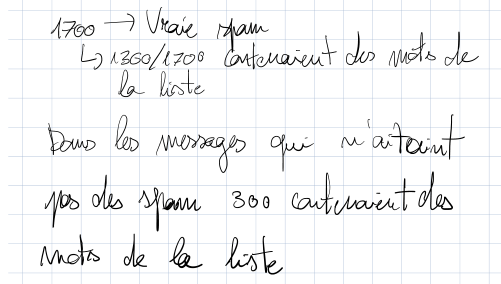 1700 → Vraie spam
↳ 1300/1700 contenaient des mots de
la liste
Dans les messages qui n'aitaint
pas des spam 300 contenaient des
mots de la liste